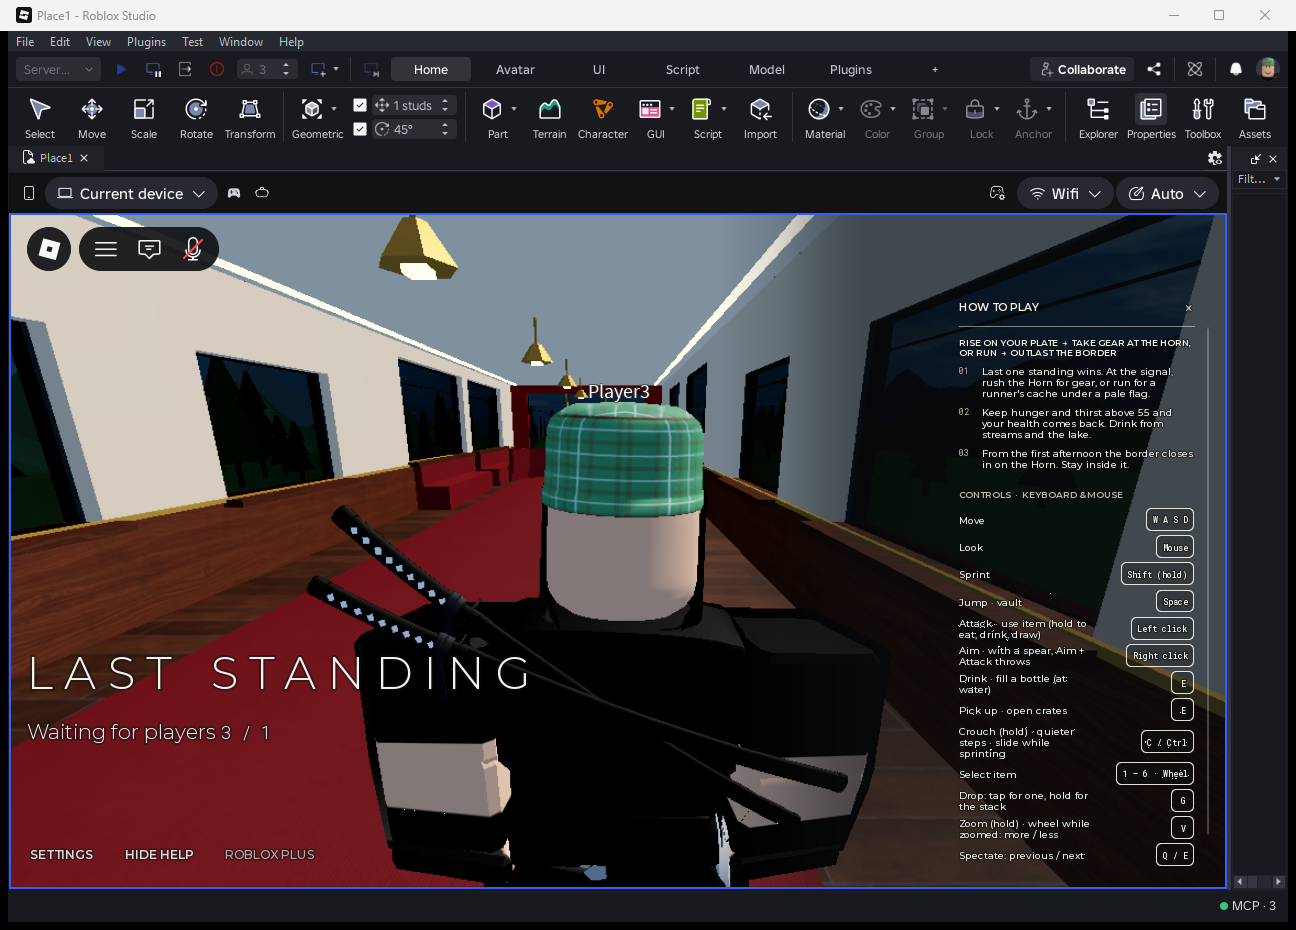 Place1 - Roblox Studio
File Edit View Plugins Test Window Help
Server... 3 Home Avatar UI Script Model Plugins + Collaborate
1 studs
45°
Select Move Scale Rotate Transform Geometric Part Terrain Character GUI Script Import Material Color Group Lock Anchor Explorer Properties Toolbox Assets
Place1
Filt...
Current device Wifi Auto
Player3
HOW TO PLAY ×
RISE ON YOUR PLATE → TAKE GEAR AT THE HORN,
OR RUN → OUTLAST THE BORDER
01 Last one standing wins. At the signal,
rush the Horn for gear, or run for a
runner's cache under a pale flag.
02 Keep hunger and thirst above 55 and
your health comes back. Drink from
streams and the lake.
03 From the first afternoon the border closes
in on the Horn. Stay inside it.
CONTROLS · KEYBOARD & MOUSE
Move W A S D
Look Mouse
Sprint Shift (hold)
Jump · vault Space
Attack · use item (hold to
eat, drink, draw) Left click
Aim · with a spear, Aim +
Attack throws Right click
Drink · fill a bottle (at
water) E
Pick up · open crates E
Crouch (hold) · quieter
steps · slide while
sprinting C / Ctrl
Select item 1 – 6 · Wheel
Drop: tap for one, hold for
the stack G
Zoom (hold) · wheel while
zoomed: more / less V
Spectate: previous / next Q / E
LAST STANDING
Waiting for players 3 / 1
SETTINGS HIDE HELP ROBLOX PLUS
MCP · 3